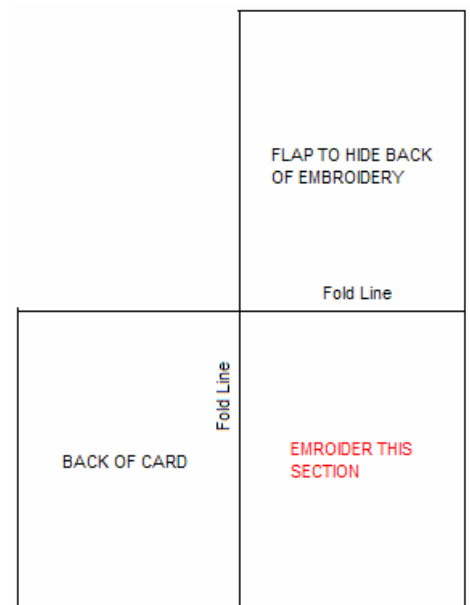 FLAP TO HIDE BACK
OF EMBROIDERY
Fold Line
Fold Line
BACK OF CARD
EMROIDER THIS
SECTION